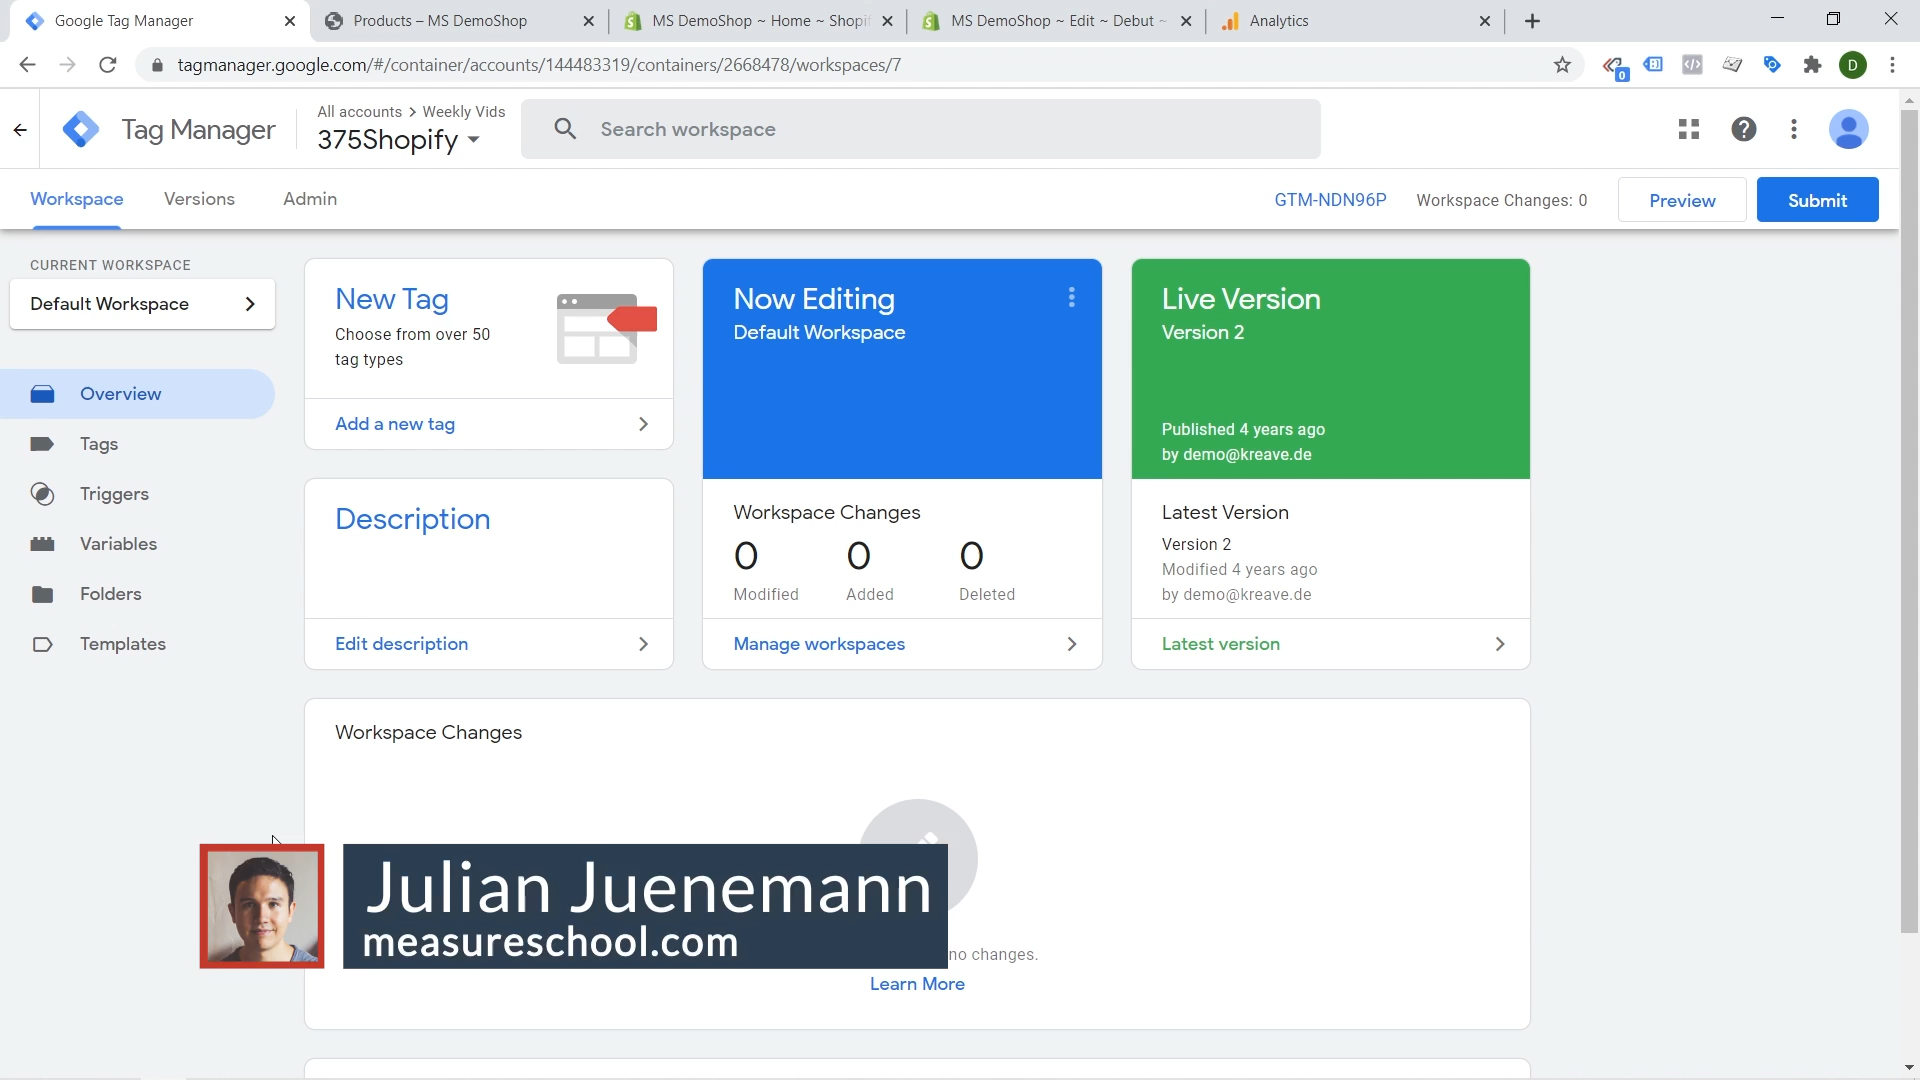 Google Tag Manager
Products – MS DemoShop
MS DemoShop ~ Home ~ Shopif
MS DemoShop ~ Edit ~ Debut ~
Analytics
tagmanager.google.com/#/container/accounts/144483319/containers/2668478/workspaces/7
0
D
Tag Manager
All accounts > Weekly Vids
375Shopify
Search workspace
Workspace
Versions
Admin
GTM-NDN96P
Workspace Changes: 0
Preview
Submit
CURRENT WORKSPACE
Default Workspace
Overview
Tags
Triggers
Variables
Folders
Templates
New Tag
Choose from over 50
tag types
Add a new tag
Description
Edit description
Now Editing
Default Workspace
Workspace Changes
0 0 0
Modified Added Deleted
Manage workspaces
Live Version
Version 2
Published 4 years ago
by demo@kreave.de
Latest Version
Version 2
Modified 4 years ago
by demo@kreave.de
Latest version
Workspace Changes
Julian Juenemann
measureschool.com
no changes.
Learn More